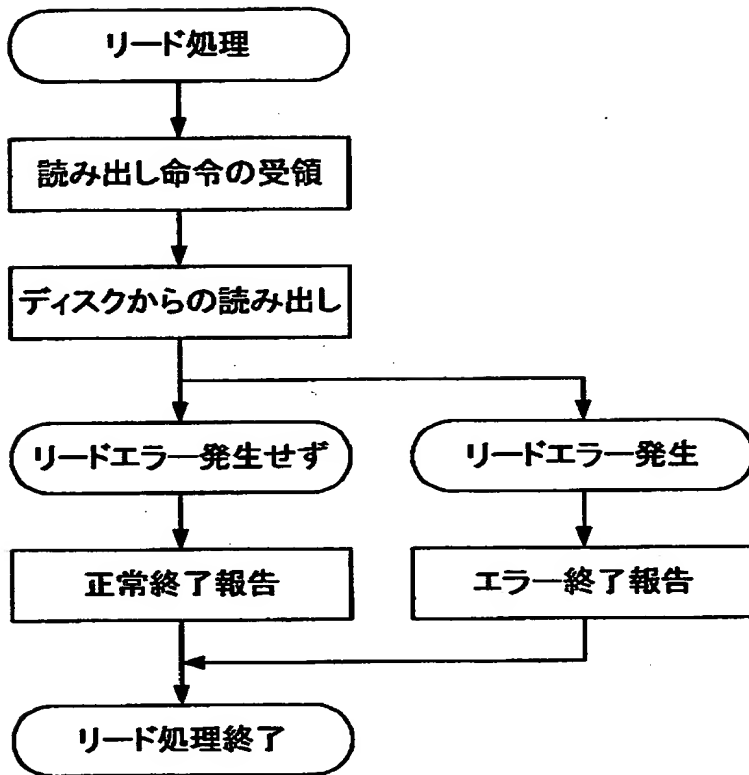 リード処理
読み出し命令の受領
ディスクからの読み出し
リードエラー発生せず
リードエラー発生
正常終了報告
エラー終了報告
リード処理終了